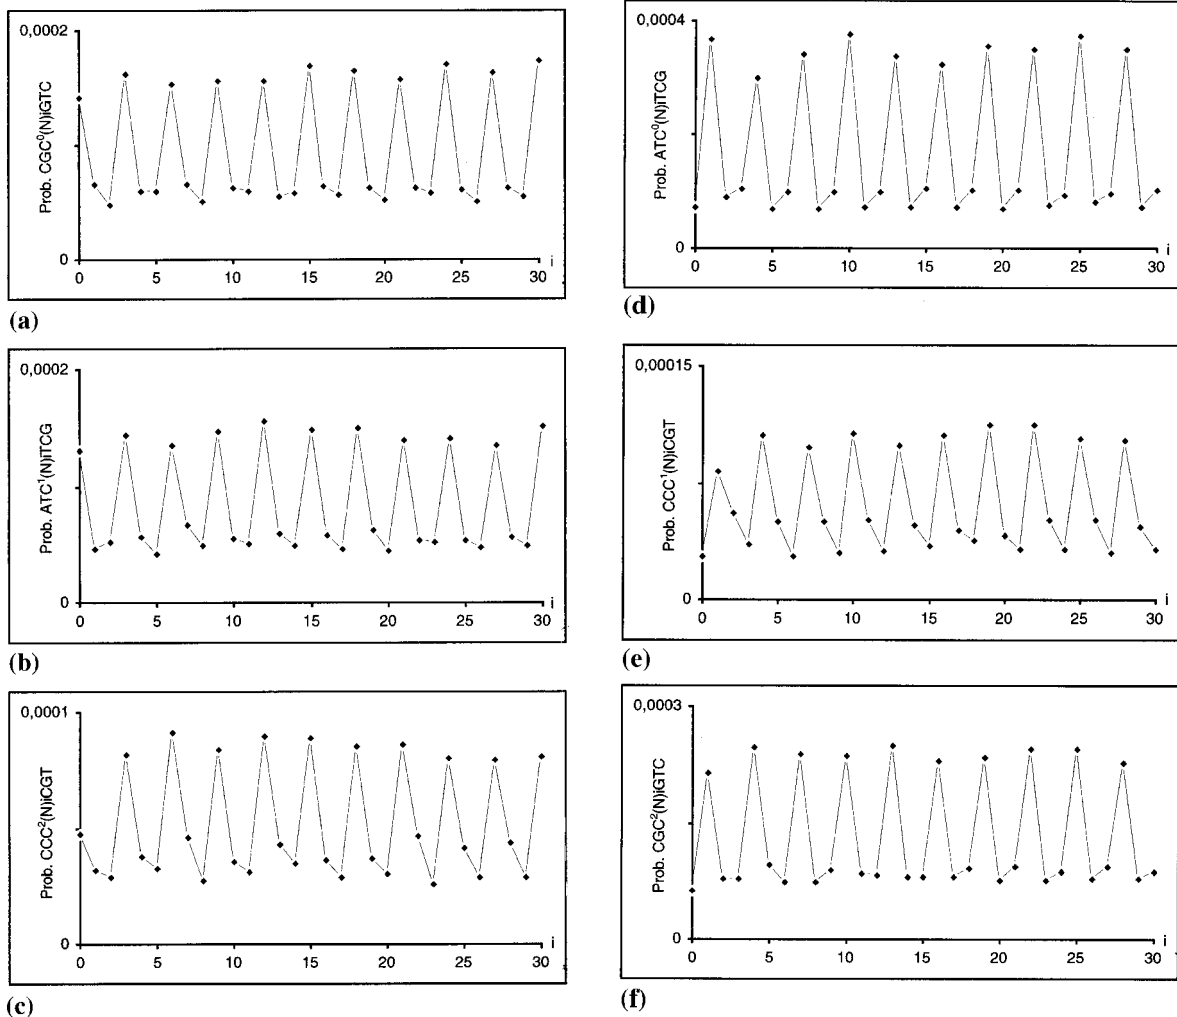 0,0002
Prob. CGC⁰(N)iGTC
0
0 5 10 15 20 25 30
i
(a)
0,0002
Prob. ATC¹(N)iTCG
0
0 5 10 15 20 25 30
i
(b)
0,0001
Prob. CCC²(N)iCGT
0
0 5 10 15 20 25 30
i
(c)
0,0004
Prob. ATC⁰(N)iTCG
0
0 5 10 15 20 25 30
i
(d)
0,00015
Prob. CCC¹(N)iCGT
0
0 5 10 15 20 25 30
i
(e)
0,0003
Prob. CGC²(N)iGTC
0
0 5 10 15 20 25 30
i
(f)